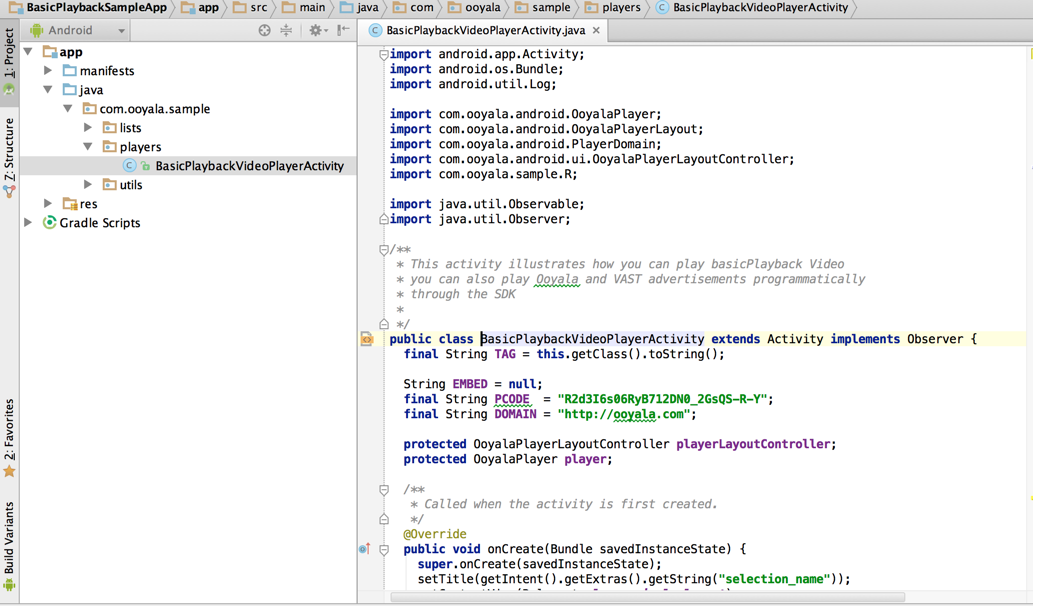 BasicPlaybackSampleApp app src main java com ooyala sample players BasicPlaybackVideoPlayerActivity
Android
BasicPlaybackVideoPlayerActivity.java
1: Project
Z: Structure
2: Favorites
Build Variants
app
manifests
java
com.ooyala.sample
lists
players
BasicPlaybackVideoPlayerActivity
utils
res
Gradle Scripts
import android.app.Activity;
import android.os.Bundle;
import android.util.Log;
import com.ooyala.android.OoyalaPlayer;
import com.ooyala.android.OoyalaPlayerLayout;
import com.ooyala.android.PlayerDomain;
import com.ooyala.android.ui.OoyalaPlayerLayoutController;
import com.ooyala.sample.R;
import java.util.Observable;
import java.util.Observer;
/**
* This activity illustrates how you can play basicPlayback Video
* you can also play Ooyala and VAST advertisements programmatically
* through the SDK
*
*/
public class BasicPlaybackVideoPlayerActivity extends Activity implements Observer {
final String TAG = this.getClass().toString();
String EMBED = null;
final String PCODE = "R2d3I6s06RyB712DN0_2GsQS-R-Y";
final String DOMAIN = "http://ooyala.com";
protected OoyalaPlayerLayoutController playerLayoutController;
protected OoyalaPlayer player;
/**
* Called when the activity is first created.
*/
@Override
public void onCreate(Bundle savedInstanceState) {
super.onCreate(savedInstanceState);
setTitle(getIntent().getExtras().getString("selection_name"));